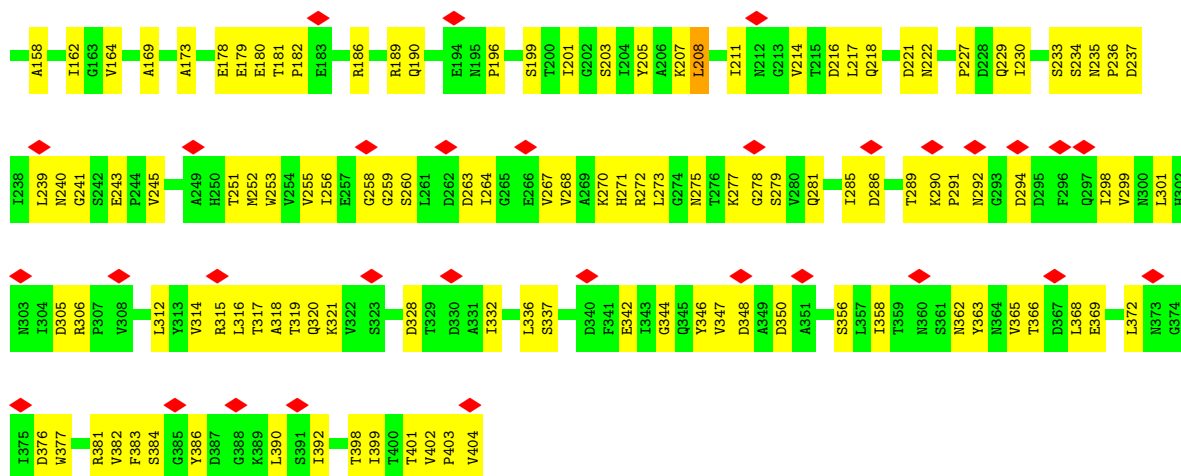 A158 I162 G163 V164 A169 A173 E178 E179 E180 T181 P182 E183 R186 R189 Q190 E194 N195 P196 S199 T200 I201 G202 S203 I204 Y205 A206 K207 L208 I211 N212 G213 V214 T215 D216 L217 Q218 D221 N222 P227 D228 Q229 I230 S233 S234 N235 P236 D237
I238 L239 N240 G241 S242 E243 P244 V245 A249 H250 T251 M252 W253 V254 V255 I256 E257 G258 G259 S260 L261 D262 D263 I264 G265 E266 V267 V268 A269 K270 H271 R272 L273 G274 N275 T276 K277 G278 S279 V280 Q281 I285 D286 T289 K290 P291 N292 G293 D294 D295 F296 Q297 I298 V299 N300 L301 H302
N303 I304 D305 R306 P307 V308 L312 Y313 V314 R315 L316 T317 A318 T319 Q320 K321 V322 S323 D328 T329 D330 A331 I332 L336 S337 D340 F341 E342 I343 G344 Q345 Y346 V347 D348 A349 D350 A351 S356 L357 I358 T359 N360 S361 N362 Y363 N364 V365 T366 D367 L368 E369 L372 N373 G374
I375 D376 W377 R381 V382 F383 S384 G385 Y386 D387 G388 K389 L390 S391 I392 T398 I399 T400 T401 V402 P403 V404